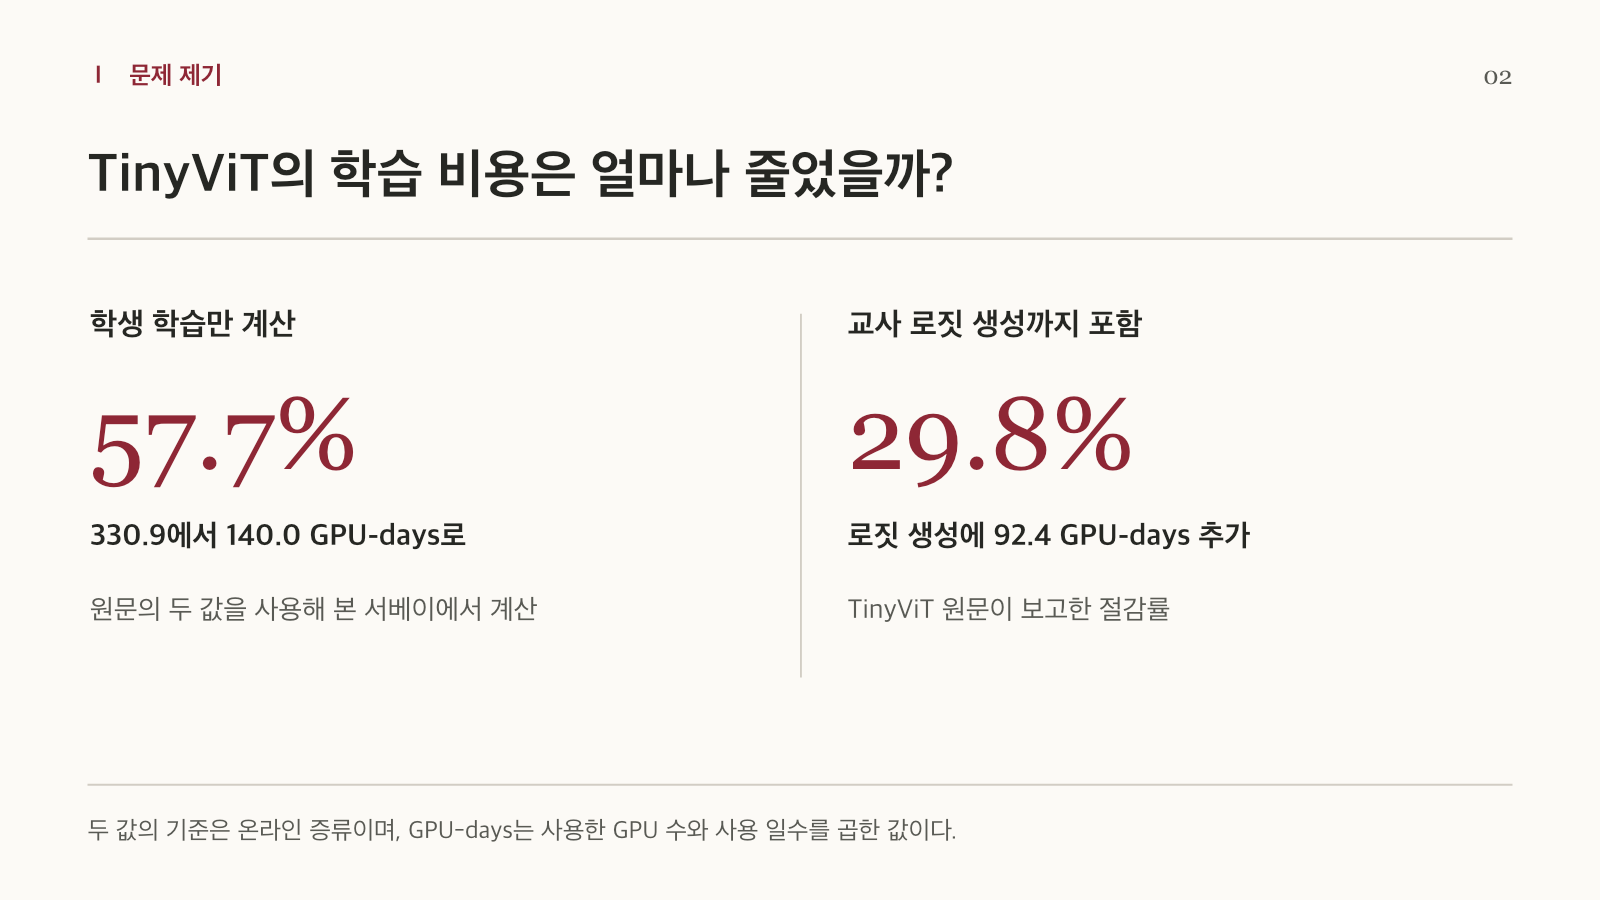 I 문제 제기
02
TinyViT의 학습 비용은 얼마나 줄었을까?
학생 학습만 계산
57.7%
330.9에서 140.0 GPU-days로
원문의 두 값을 사용해 본 서베이에서 계산
교사 로짓 생성까지 포함
29.8%
로짓 생성에 92.4 GPU-days 추가
TinyViT 원문이 보고한 절감률
두 값의 기준은 온라인 증류이며, GPU-days는 사용한 GPU 수와 사용 일수를 곱한 값이다.